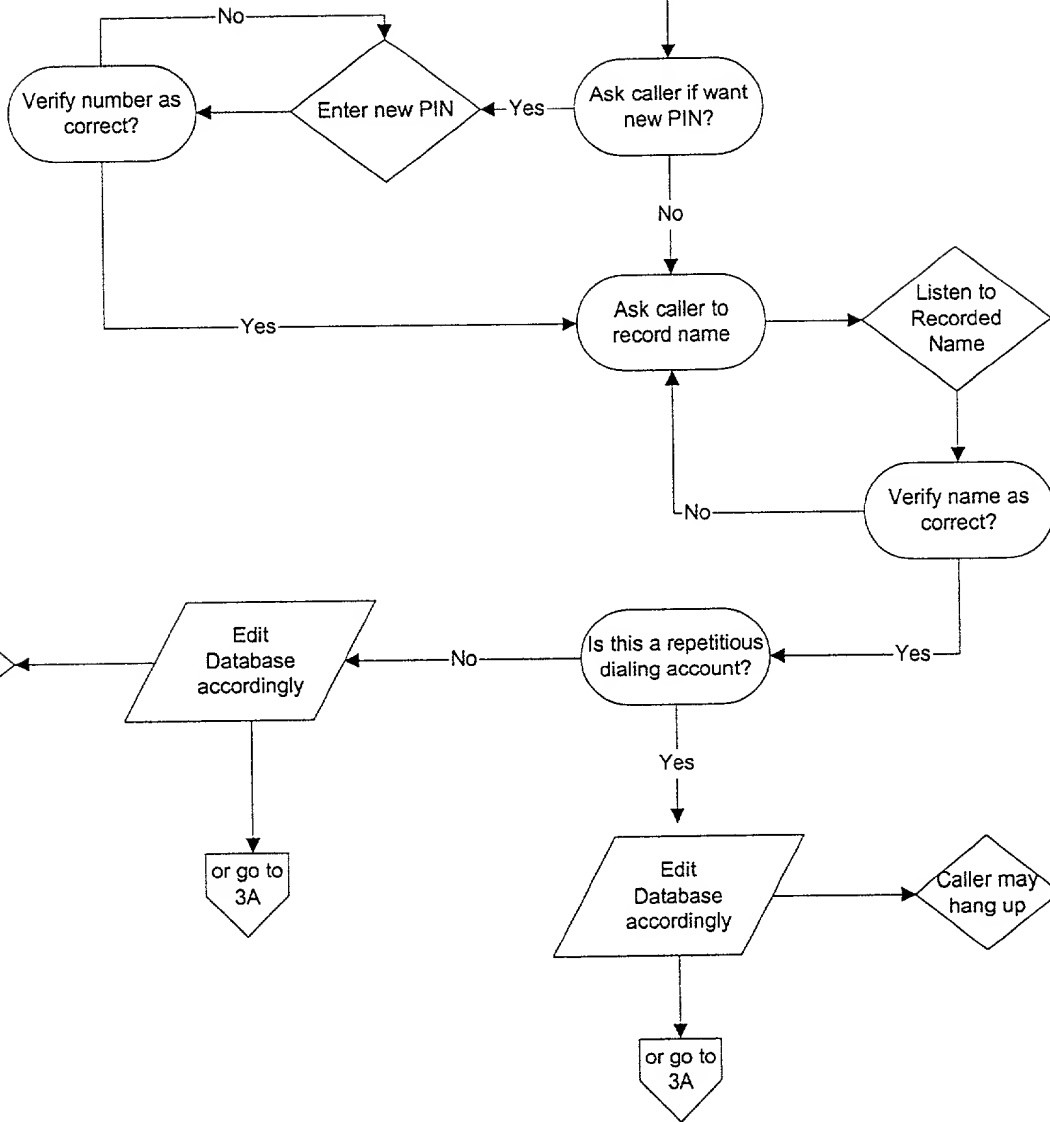 No
Verify number as
correct?
Enter new PIN
Yes
Ask caller if want
new PIN?
No
Yes
Ask caller to
record name
Listen to
Recorded
Name
No
Verify name as
correct?
Edit
Database
accordingly
No
Is this a repetitious
dialing account?
Yes
Yes
or go to
3A
Edit
Database
accordingly
Caller may
hang up
or go to
3A